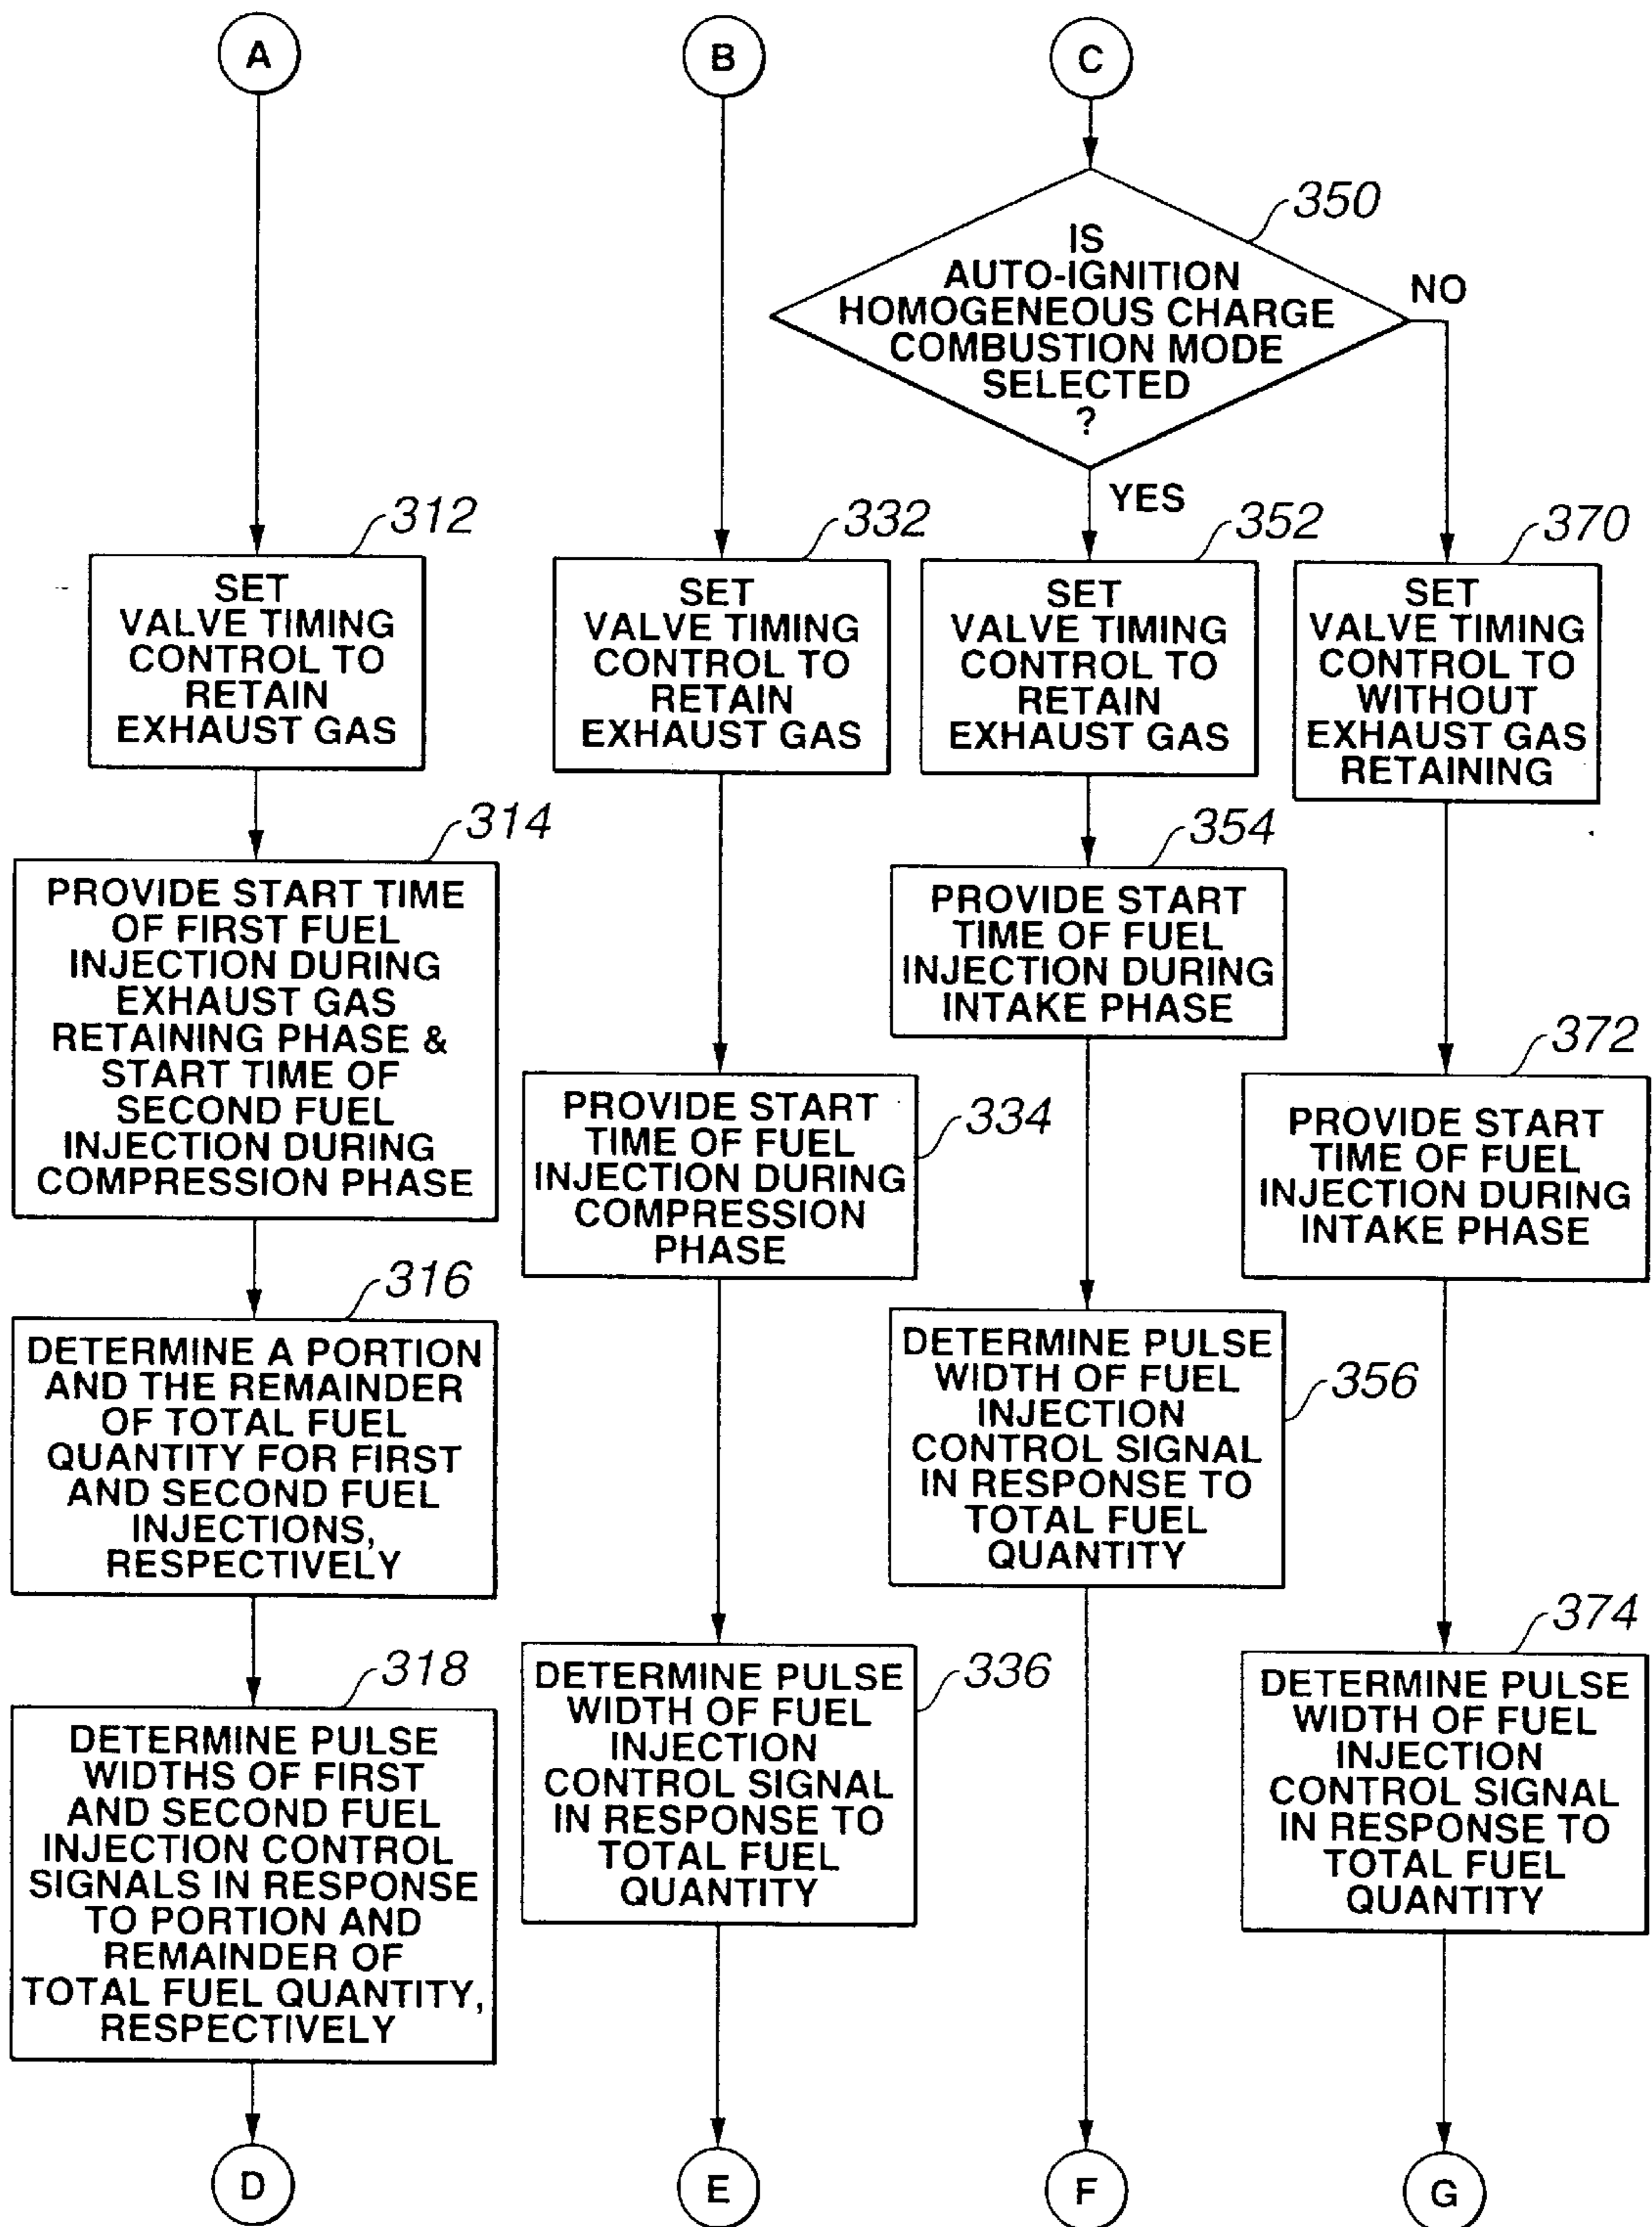 A
B
C
350
IS
AUTO-IGNITION
HOMOGENEOUS CHARGE
COMBUSTION MODE
SELECTED
?
NO
YES
312
SET
VALVE TIMING
CONTROL TO
RETAIN
EXHAUST GAS
332
SET
VALVE TIMING
CONTROL TO
RETAIN
EXHAUST GAS
352
SET
VALVE TIMING
CONTROL TO
RETAIN
EXHAUST GAS
370
SET
VALVE TIMING
CONTROL TO
WITHOUT
EXHAUST GAS
RETAINING
314
PROVIDE START TIME
OF FIRST FUEL
INJECTION DURING
EXHAUST GAS
RETAINING PHASE &
START TIME OF
SECOND FUEL
INJECTION DURING
COMPRESSION PHASE
334
PROVIDE START
TIME OF FUEL
INJECTION DURING
COMPRESSION
PHASE
354
PROVIDE START
TIME OF FUEL
INJECTION DURING
INTAKE PHASE
372
PROVIDE START
TIME OF FUEL
INJECTION DURING
INTAKE PHASE
316
DETERMINE A PORTION
AND THE REMAINDER
OF TOTAL FUEL
QUANTITY FOR FIRST
AND SECOND FUEL
INJECTIONS,
RESPECTIVELY
356
DETERMINE PULSE
WIDTH OF FUEL
INJECTION
CONTROL SIGNAL
IN RESPONSE TO
TOTAL FUEL
QUANTITY
318
DETERMINE PULSE
WIDTHS OF FIRST
AND SECOND FUEL
INJECTION CONTROL
SIGNALS IN RESPONSE
TO PORTION AND
REMAINDER OF
TOTAL FUEL QUANTITY,
RESPECTIVELY
336
DETERMINE PULSE
WIDTH OF FUEL
INJECTION
CONTROL SIGNAL
IN RESPONSE TO
TOTAL FUEL
QUANTITY
374
DETERMINE PULSE
WIDTH OF FUEL
INJECTION
CONTROL SIGNAL
IN RESPONSE TO
TOTAL FUEL
QUANTITY
D
E
F
G